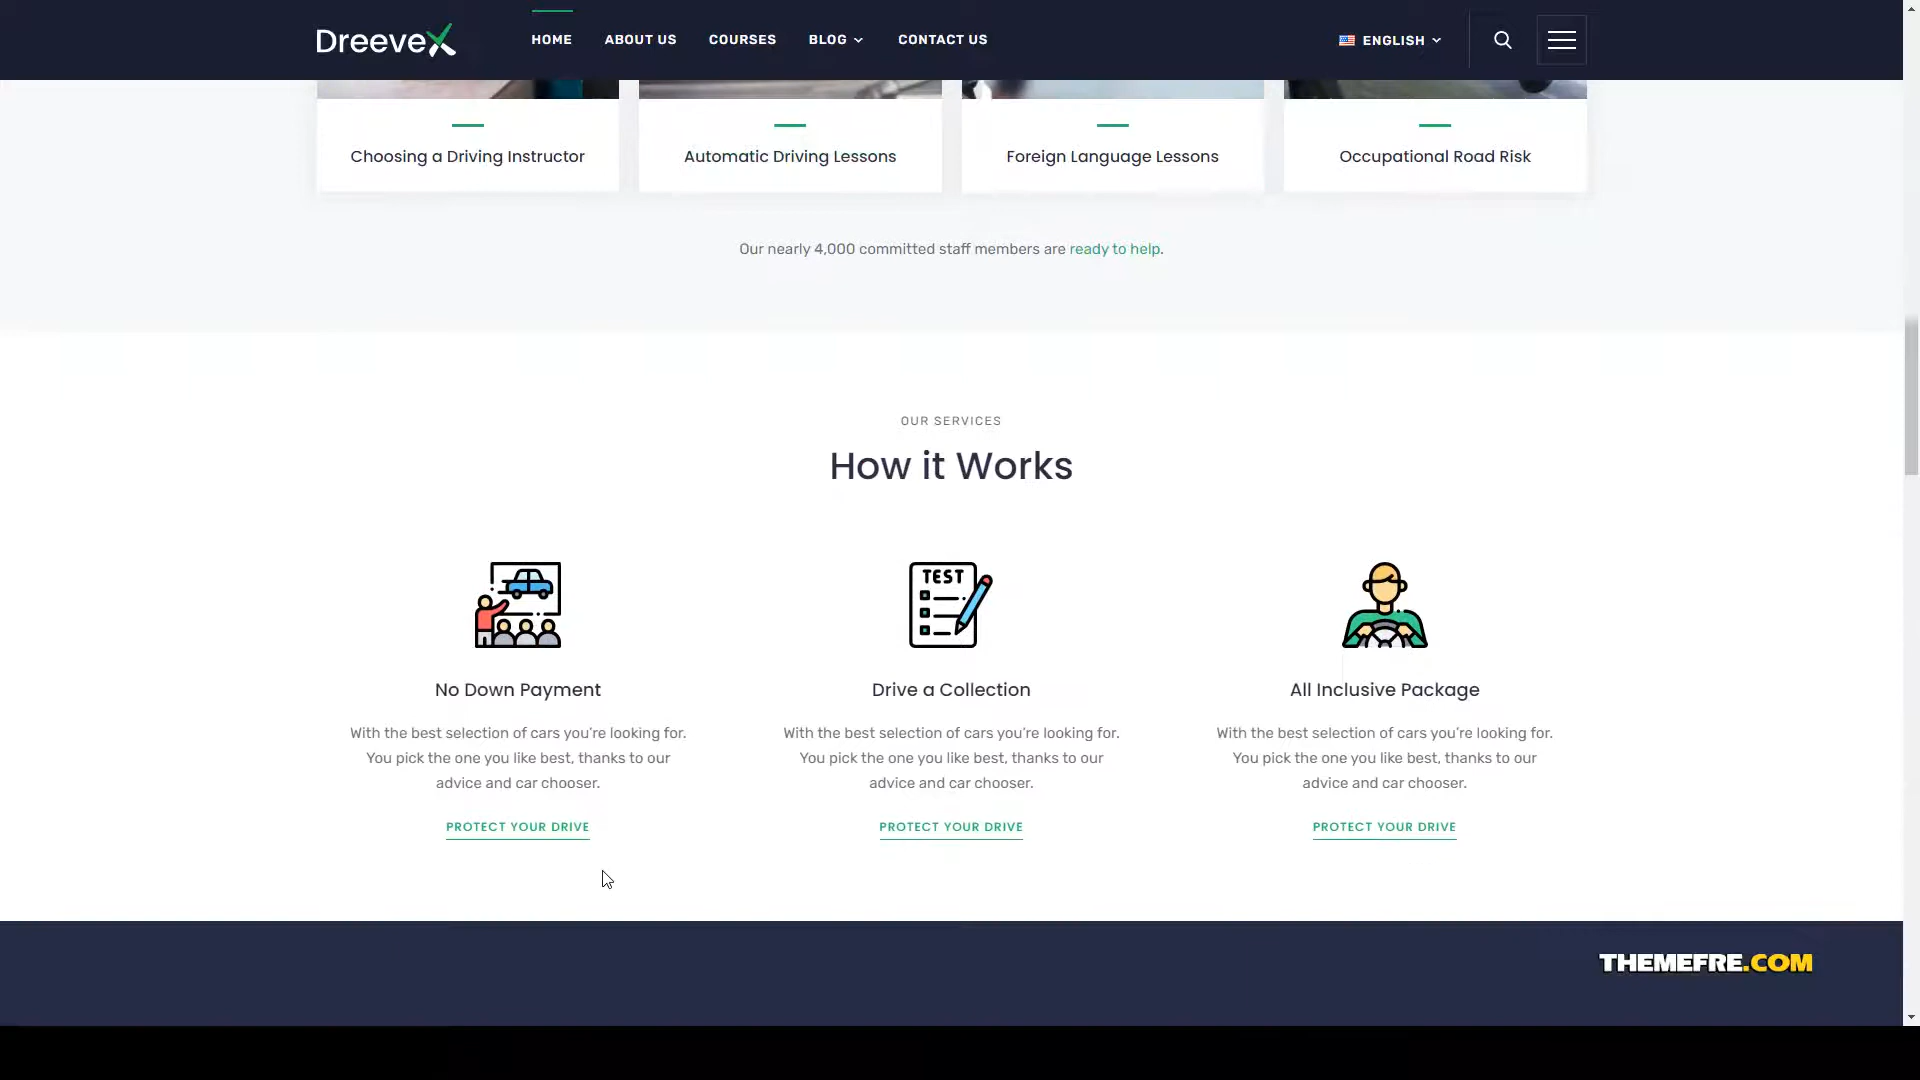 DreeveX
HOME ABOUT US COURSES BLOG CONTACT US ENGLISH
Choosing a Driving Instructor Automatic Driving Lessons Foreign Language Lessons Occupational Road Risk
Our nearly 4,000 committed staff members are ready to help.
OUR SERVICES
How it Works
TEST
No Down Payment
With the best selection of cars you're looking for.
You pick the one you like best, thanks to our
advice and car chooser.
PROTECT YOUR DRIVE
Drive a Collection
With the best selection of cars you're looking for.
You pick the one you like best, thanks to our
advice and car chooser.
PROTECT YOUR DRIVE
All Inclusive Package
With the best selection of cars you're looking for.
You pick the one you like best, thanks to our
advice and car chooser.
PROTECT YOUR DRIVE
THEMEFRE.COM